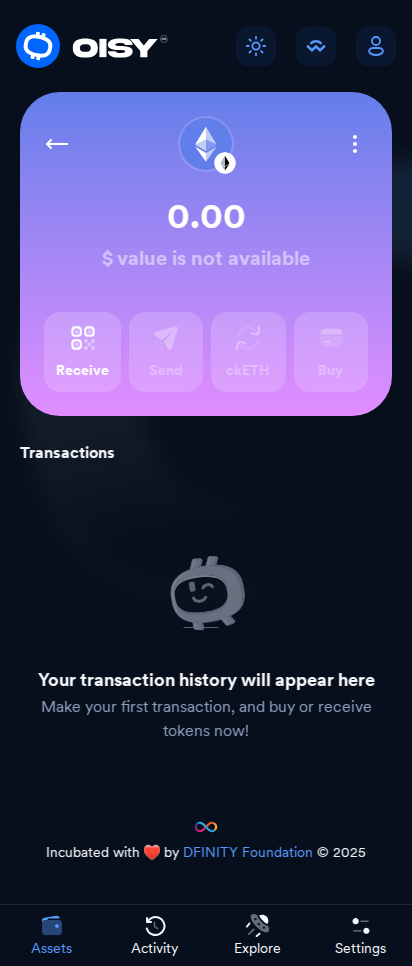 OISY
0.00
$ value is not available
Receive
Send
ckETH
Buy
Transactions
Your transaction history will appear here
Make your first transaction, and buy or receive
tokens now!
Incubated with ❤️ by DFINITY Foundation © 2025
Assets
Activity
Explore
Settings